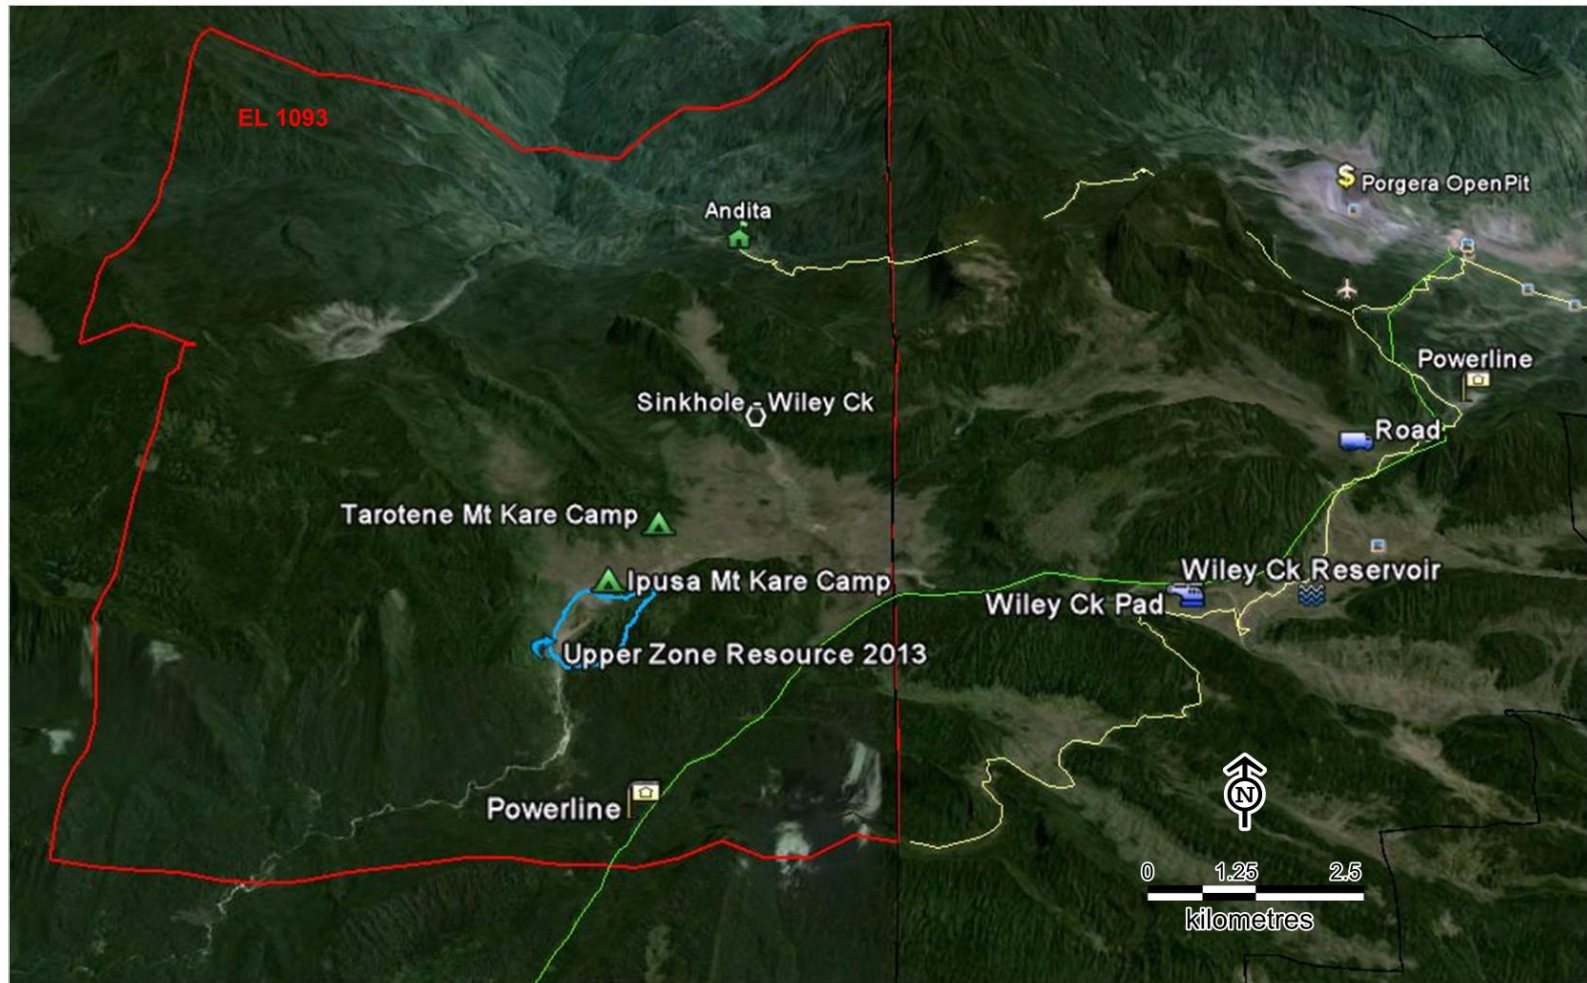 EL 1093
$ Porgera OpenPit
Andita
Powerline
Sinkhole - Wiley Ck
Road
Tarotene Mt Kare Camp
Wiley Ck Reservoir
Ipusa Mt Kare Camp
Wiley Ck Pad
Upper Zone Resource 2013
Powerline
N
0 1.25 2.5
kilometres